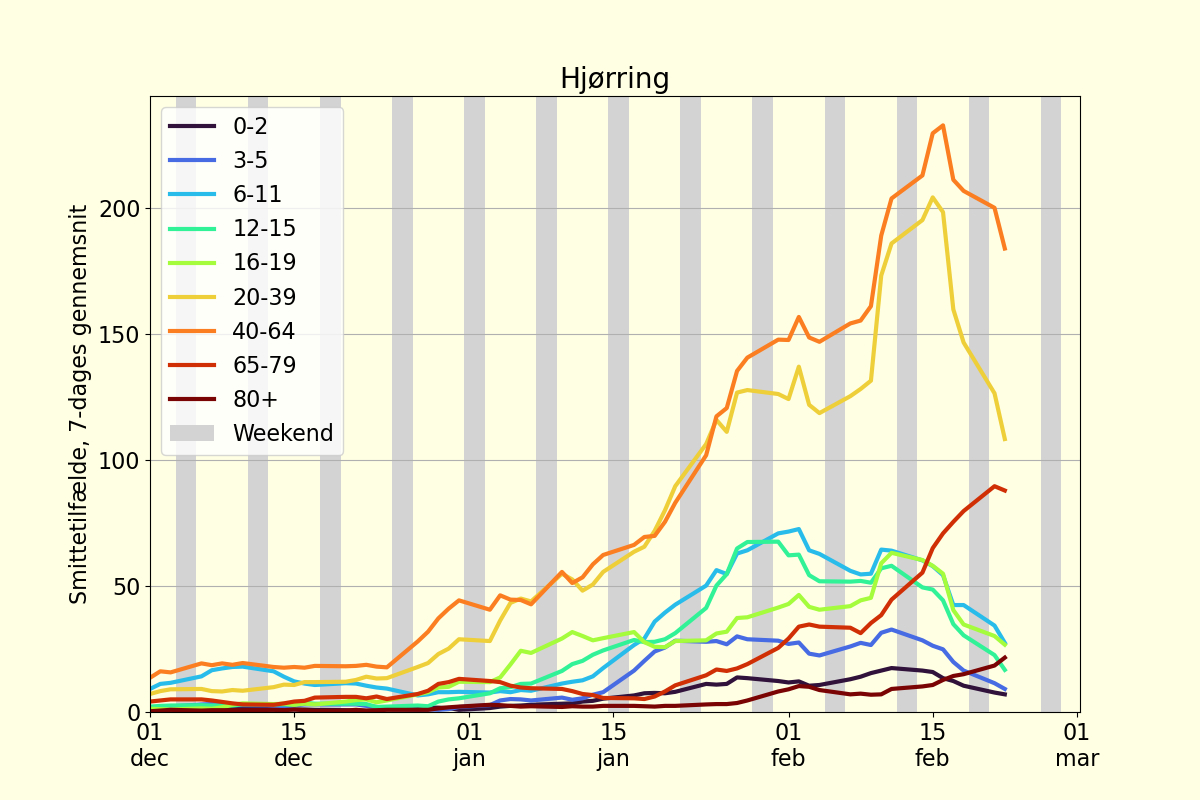 Hjørring
Smittetilfælde, 7-dages gennemsnit
200
150
100
50
0
0-2
3-5
6-11
12-15
16-19
20-39
40-64
65-79
80+
Weekend
01 15 01 15 01 15 01
dec dec jan jan feb feb mar